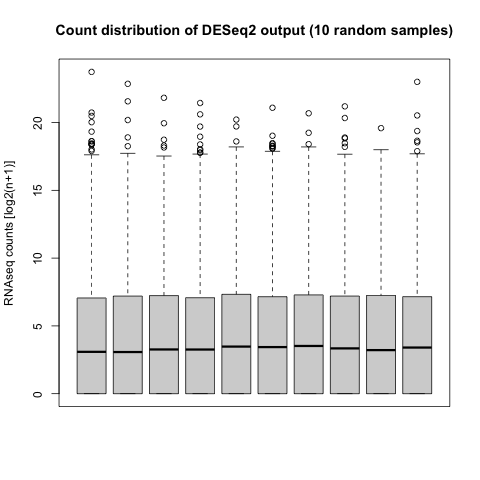 Count distribution of DESeq2 output (10 random samples)
RNAseq counts [log2(n+1)]
20
15
10
5
0